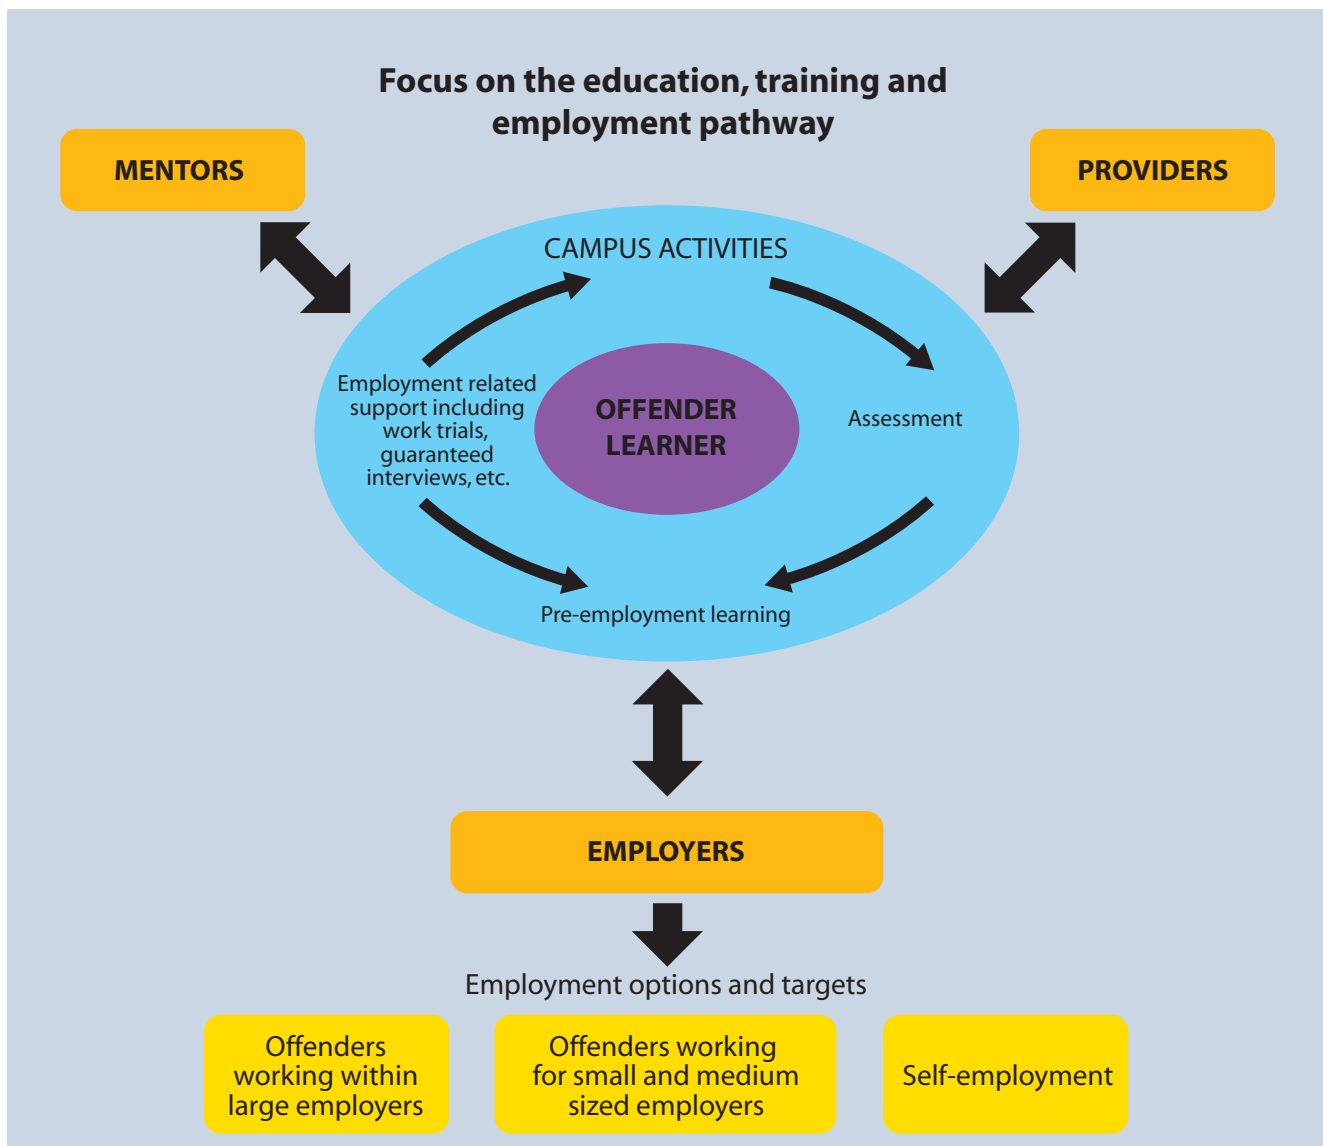 Focus on the education, training and
employment pathway
MENTORS
PROVIDERS
CAMPUS ACTIVITIES
Employment related
support including
work trials,
guaranteed
interviews, etc.
OFFENDER
LEARNER
Assessment
Pre-employment learning
EMPLOYERS
Employment options and targets
Offenders
working within
large employers
Offenders working
for small and medium
sized employers
Self-employment